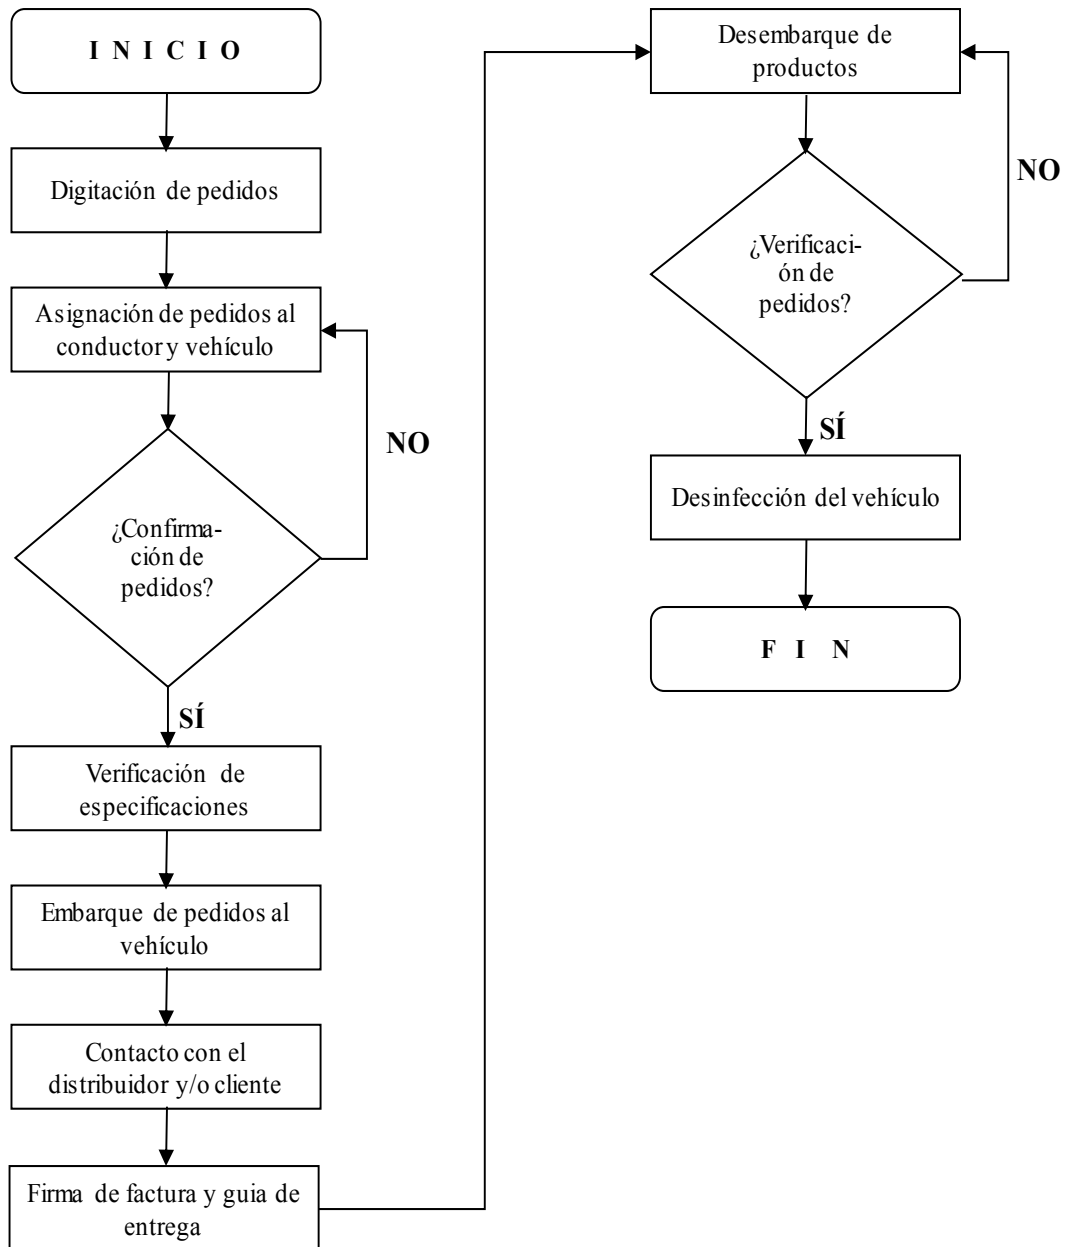 I N I C I O
Digitación de pedidos
Asignación de pedidos al
conductor y vehículo
NO
¿Confirma-
ción de
pedidos?
SÍ
Verificación de
especificaciones
Embarque de pedidos al
vehículo
Contacto con el
distribuidor y/o cliente
Firma de factura y guia de
entrega
Desembarque de
productos
NO
¿Verificaci-
ón de
pedidos?
SÍ
Desinfección del vehículo
F I N